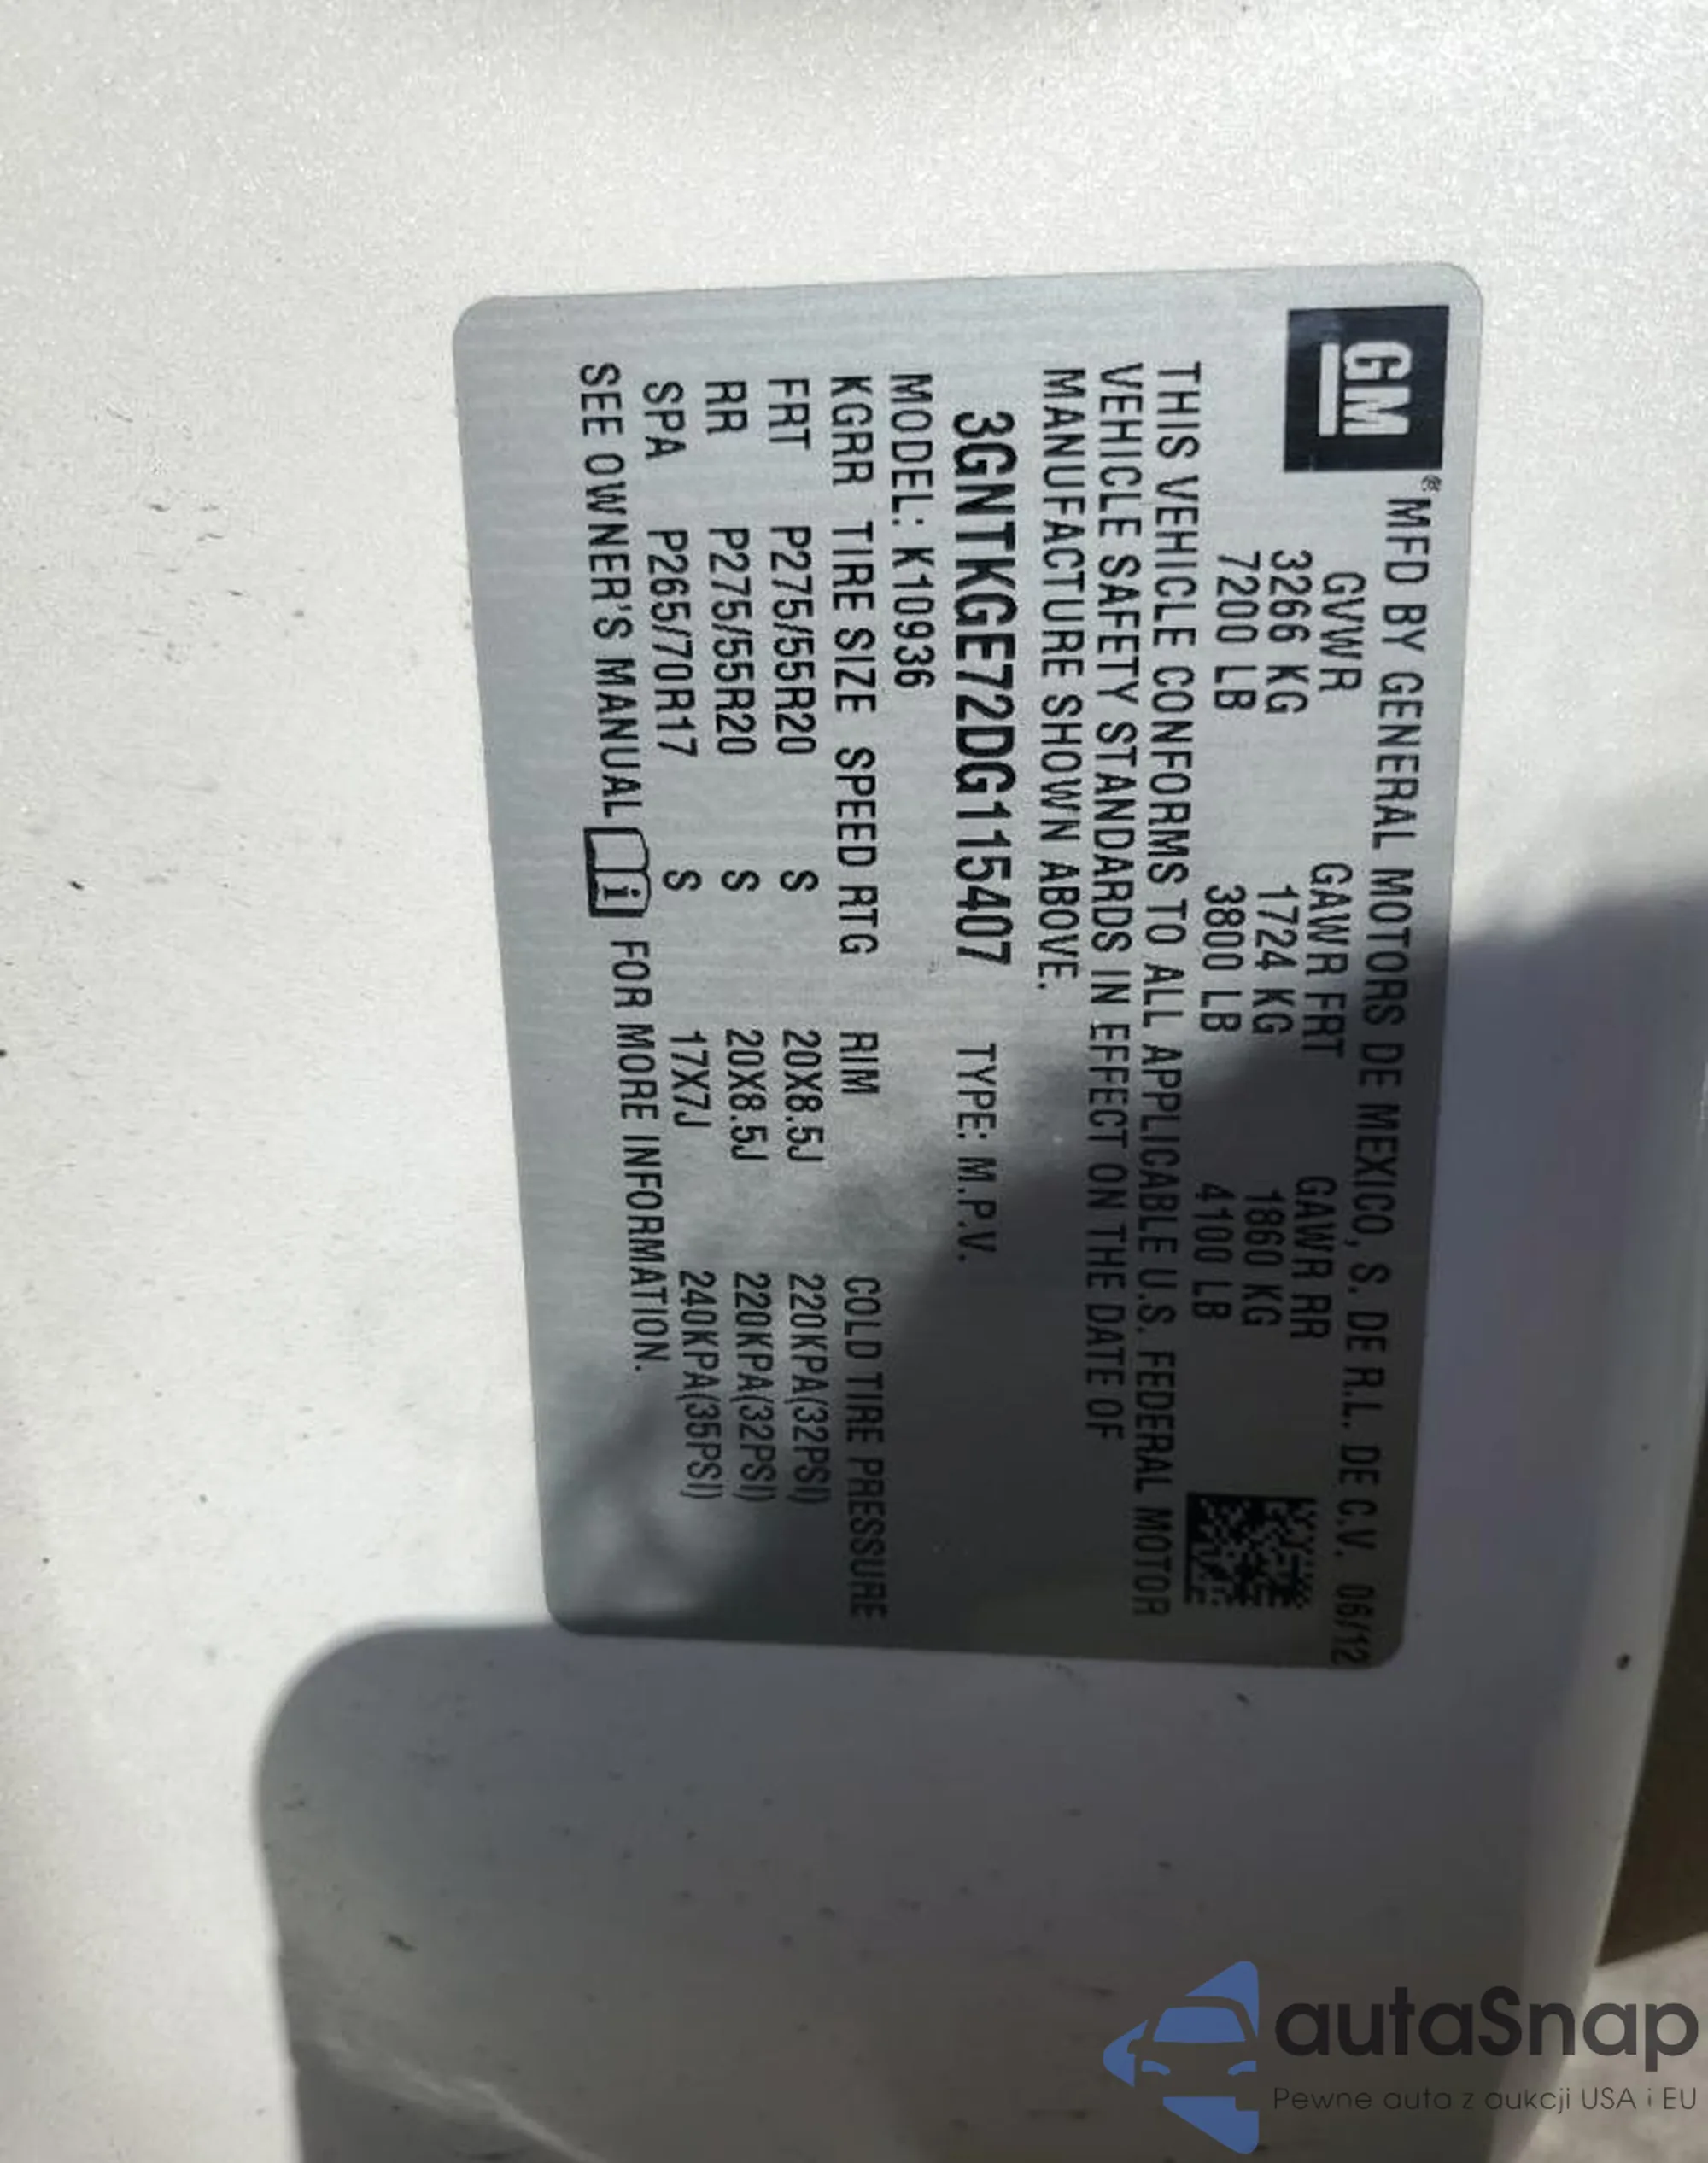 GM® MFD BY GENERAL MOTORS DE MEXICO, S. DE R.L. DE C.V. 06/12
GVWR GAWR FRT GAWR RR
3266 KG 1724 KG 1860 KG
7200 LB 3800 LB 4100 LB
THIS VEHICLE CONFORMS TO ALL APPLICABLE U.S. FEDERAL MOTOR
VEHICLE SAFETY STANDARDS IN EFFECT ON THE DATE OF
MANUFACTURE SHOWN ABOVE.
3GNTKGE72DG115407 TYPE: M.P.V.
MODEL: K10936
KGRR TIRE SIZE SPEED RTG RIM COLD TIRE PRESSURE
FRT P275/55R20 S 20X8.5J 220KPA(32PSI)
RR P275/55R20 S 20X8.5J 220KPA(32PSI)
SPA P265/70R17 S 17X7J 240KPA(35PSI)
SEE OWNER'S MANUAL i FOR MORE INFORMATION.
autaSnap
Pewne auta z aukcji USA i EU